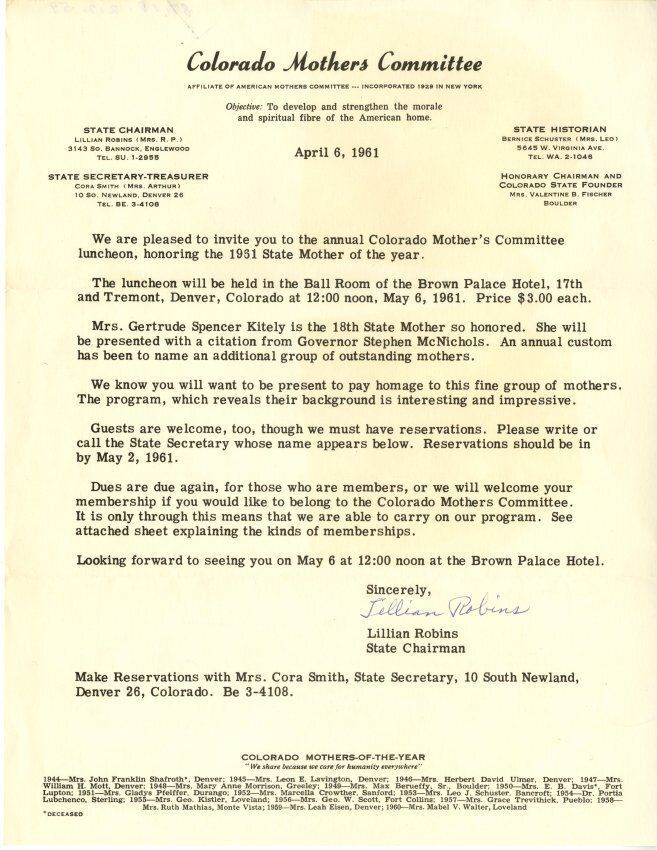 Colorado Mothers Committee
AFFILIATE OF AMERICAN MOTHERS COMMITTEE --- INCORPORATED 1929 IN NEW YORK
Objective: To develop and strengthen the morale
and spiritual fibre of the American home.
STATE CHAIRMAN
LILLIAN ROBINS (MRS. R. P.)
3143 SO. BANNOCK, ENGLEWOOD
TEL. SU. 1-2955
STATE SECRETARY-TREASURER
CORA SMITH (MRS. ARTHUR)
10 SO. NEWLAND, DENVER 26
TEL. BE. 3-4108
April 6, 1961
STATE HISTORIAN
BERNICE SCHUSTER (MRS. LEO)
5645 W. VIRGINIA AVE.
TEL. WA. 2-1046
HONORARY CHAIRMAN AND
COLORADO STATE FOUNDER
MRS. VALENTINE B. FISCHER
BOULDER
We are pleased to invite you to the annual Colorado Mother's Committee
luncheon, honoring the 1961 State Mother of the year.
The luncheon will be held in the Ball Room of the Brown Palace Hotel, 17th
and Tremont, Denver, Colorado at 12:00 noon, May 6, 1961. Price $3.00 each.
Mrs. Gertrude Spencer Kitely is the 18th State Mother so honored. She will
be presented with a citation from Governor Stephen McNichols. An annual custom
has been to name an additional group of outstanding mothers.
We know you will want to be present to pay homage to this fine group of mothers.
The program, which reveals their background is interesting and impressive.
Guests are welcome, too, though we must have reservations. Please write or
call the State Secretary whose name appears below. Reservations should be in
by May 2, 1961.
Dues are due again, for those who are members, or we will welcome your
membership if you would like to belong to the Colorado Mothers Committee.
It is only through this means that we are able to carry on our program. See
attached sheet explaining the kinds of memberships.
Looking forward to seeing you on May 6 at 12:00 noon at the Brown Palace Hotel.
Sincerely,
Lillian Robins
Lillian Robins
State Chairman
Make Reservations with Mrs. Cora Smith, State Secretary, 10 South Newland,
Denver 26, Colorado. Be 3-4108.
COLORADO MOTHERS-OF-THE-YEAR
"We share because we care for humanity everywhere"
1944—Mrs. John Franklin Shafroth*, Denver; 1945—Mrs. Leon E. Lavington, Denver; 1946—Mrs. Herbert David Ulmer, Denver; 1947—Mrs.
William H. Mott, Denver; 1948—Mrs. Mary Anne Morrison, Greeley; 1949—Mrs. Max Berueffy, Sr., Boulder; 1950—Mrs. E. B. Davis*, Fort
Lupton; 1951—Mrs. Gladys Pfeiffer, Durango; 1952—Mrs. Marcella Crowther, Sanford; 1953—Mrs. Leo J. Schuster, Bancroft; 1954—Dr. Portia
Lubchenco, Sterling; 1955—Mrs. Geo. Kistler, Loveland; 1956—Mrs. Geo. W. Scott, Fort Collins; 1957—Mrs. Grace Trevithick, Pueblo; 1958—
Mrs. Ruth Mathias, Monte Vista; 1959—Mrs. Leah Eisen, Denver; 1960—Mrs. Mabel V. Walter, Loveland
*DECEASED